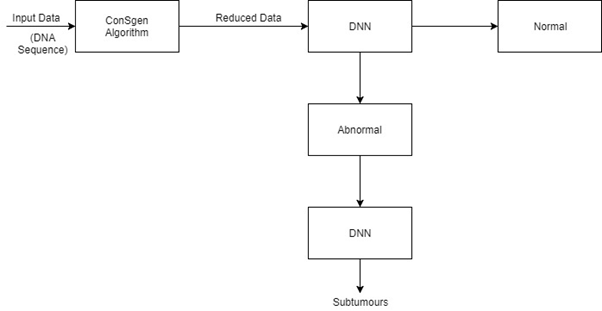 Input Data
(DNA
Sequence)
ConSgen
Algorithm
Reduced Data
DNN
Normal
Abnormal
DNN
Subtumours